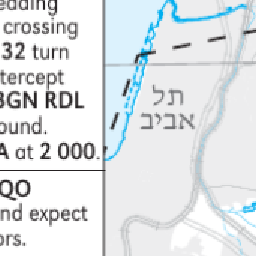 crossing
32 turn
tercept
BGN RDL
ound.
A at 2 000.
QO
nd expect
ors.
תל
אביב